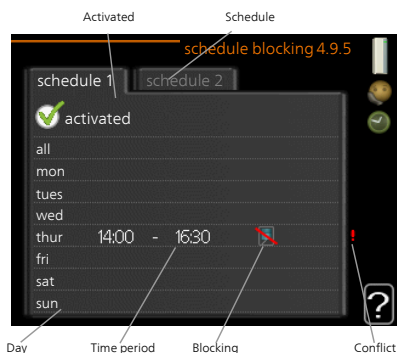 Activated Schedule
schedule blocking 4.9.5
schedule 1 schedule 2
activated
all
mon
tues
wed
thur 14:00 - 16:30
fri
sat
sun
?
Day Time period Blocking Conflict